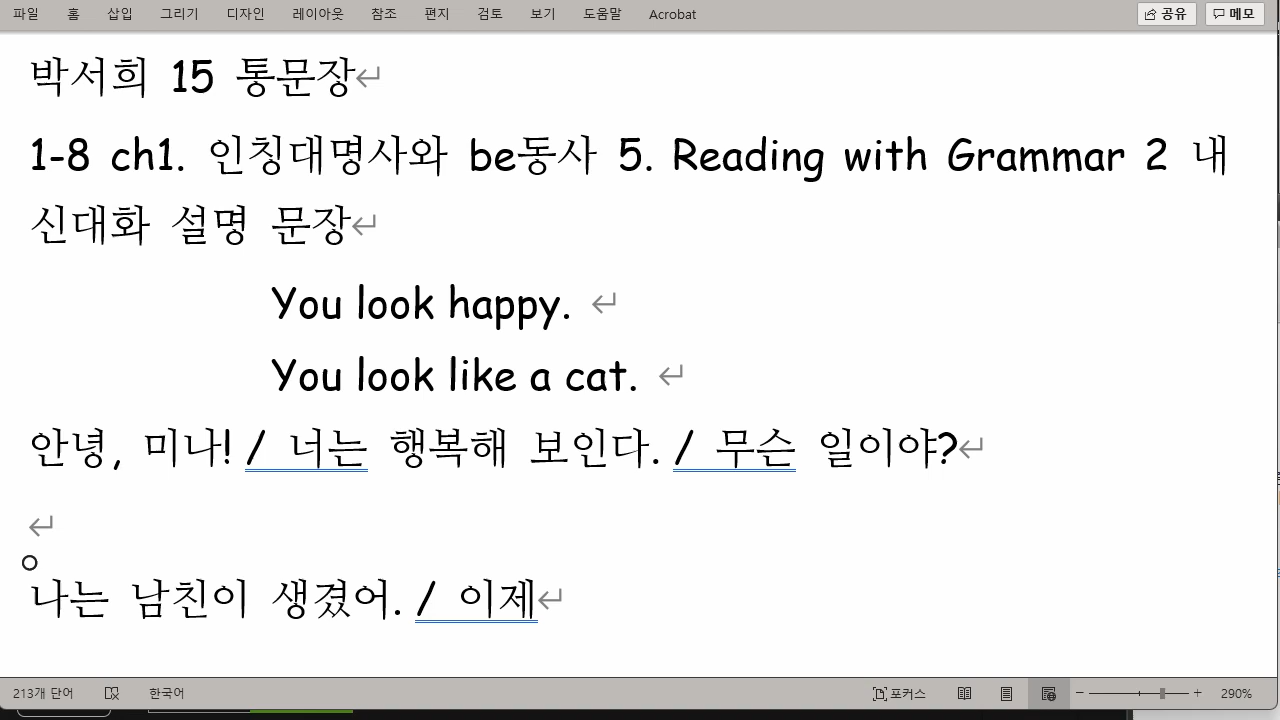 파일 홈 삽입 그리기 디자인 레이아웃 참조 편지 검토 보기 도움말 Acrobat 공유 메모
박서희 15 통문장
1-8 ch1. 인칭대명사와 be동사 5. Reading with Grammar 2 내
신대화 설명 문장
You look happy.
You look like a cat.
안녕, 미나! / 너는 행복해 보인다. / 무슨 일이야?
나는 남친이 생겼어. / 이제
213개 단어 한국어 포커스 290%